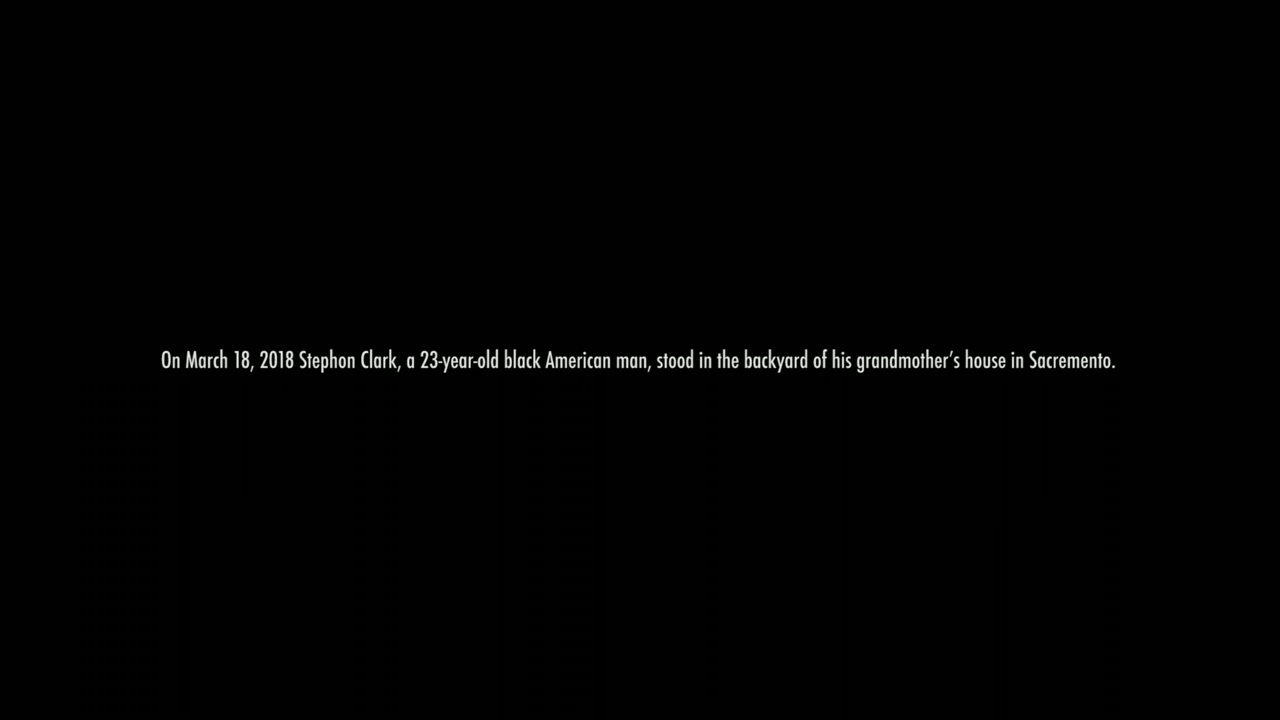 On March 18, 2018 Stephon Clark, a 23-year-old black American man, stood in the backyard of his grandmother’s house in Sacremento.